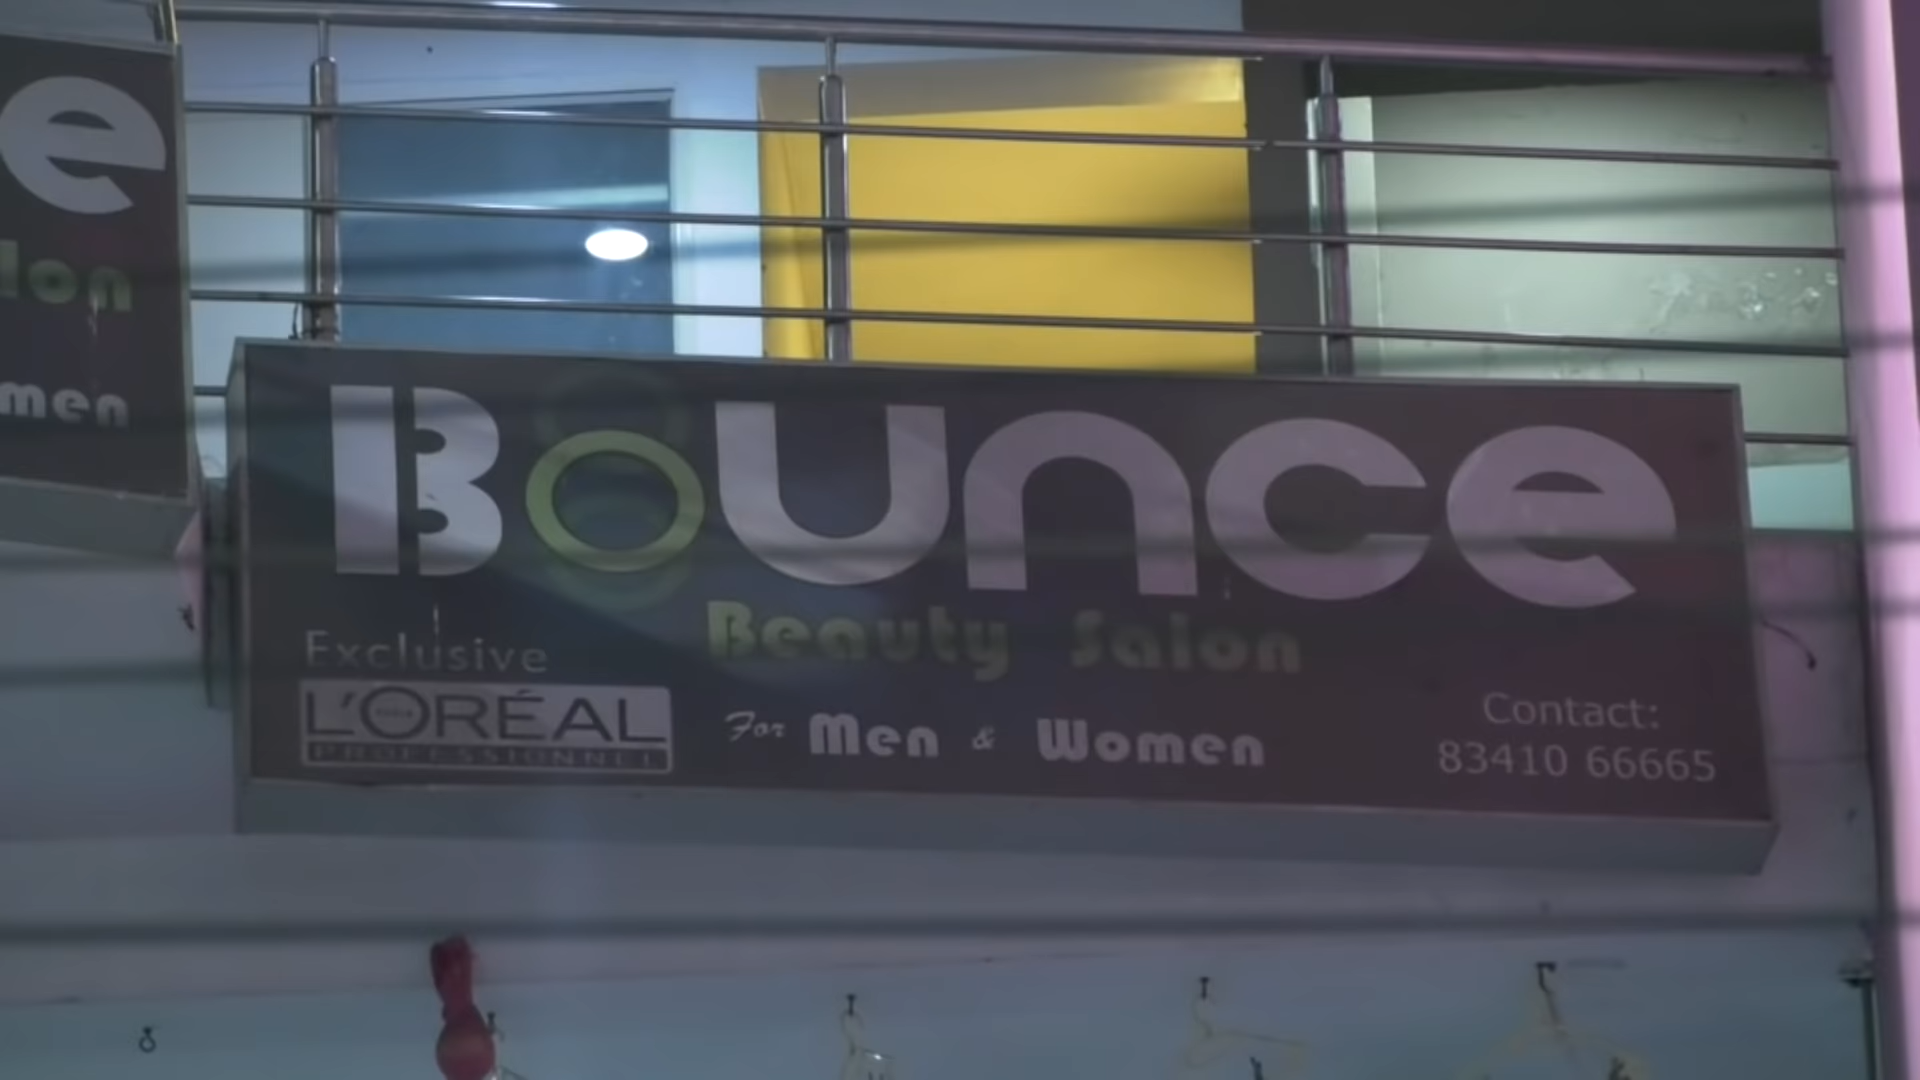 e
lon
men
Bounce
Beauty Salon
Exclusive
L'ORÉAL
PROFESSIONNEL
For Men & Women
Contact:
83410 66665